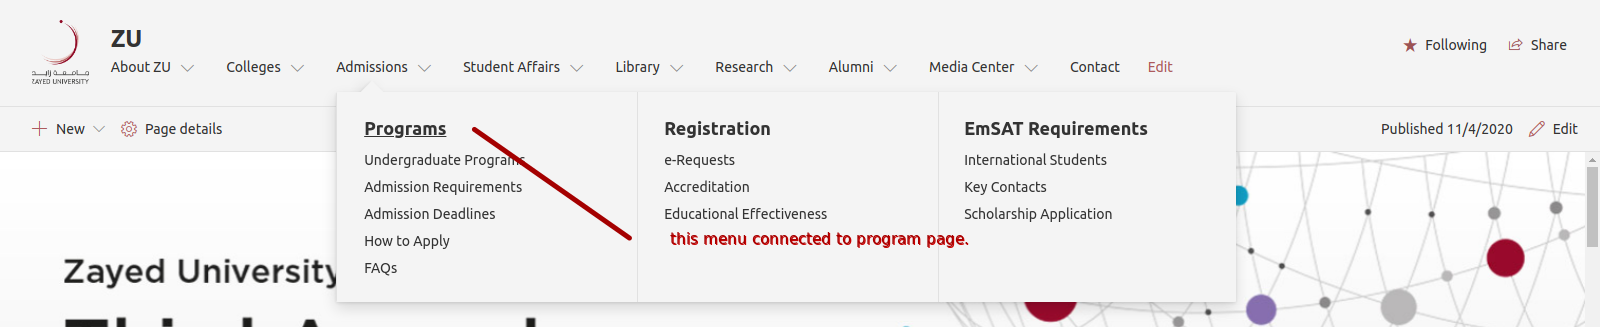 ZU
جامعة زايد
ZAYED UNIVERSITY
About ZU Colleges Admissions Student Affairs Library Research Alumni Media Center Contact Edit
Following Share
New Page details
Published 11/4/2020 Edit
Programs
Undergraduate Programs
Admission Requirements
Admission Deadlines
How to Apply
FAQs
Registration
e-Requests
Accreditation
Educational Effectiveness
this menu connected to program page.
EmSAT Requirements
International Students
Key Contacts
Scholarship Application
Zayed University